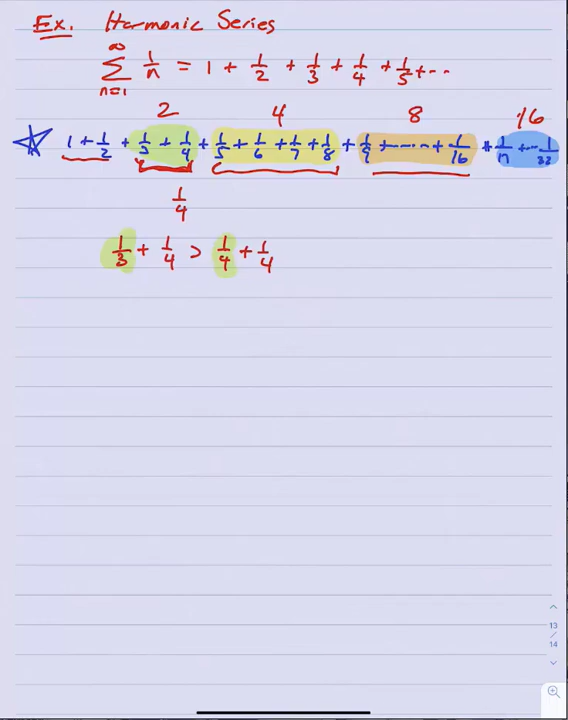 Ex. Harmonic Series
∞
∑ 1/n = 1 + 1/2 + 1/3 + 1/4 + 1/5 + ...
n=1
2 4 8 16
1 + 1/2 + 1/3 + 1/4 + 1/5 + 1/6 + 1/7 + 1/8 + 1/9 + ..... + 1/16 + 1/17 + ... 1/32
1/4
1/3 + 1/4 > 1/4 + 1/4
13
/
14